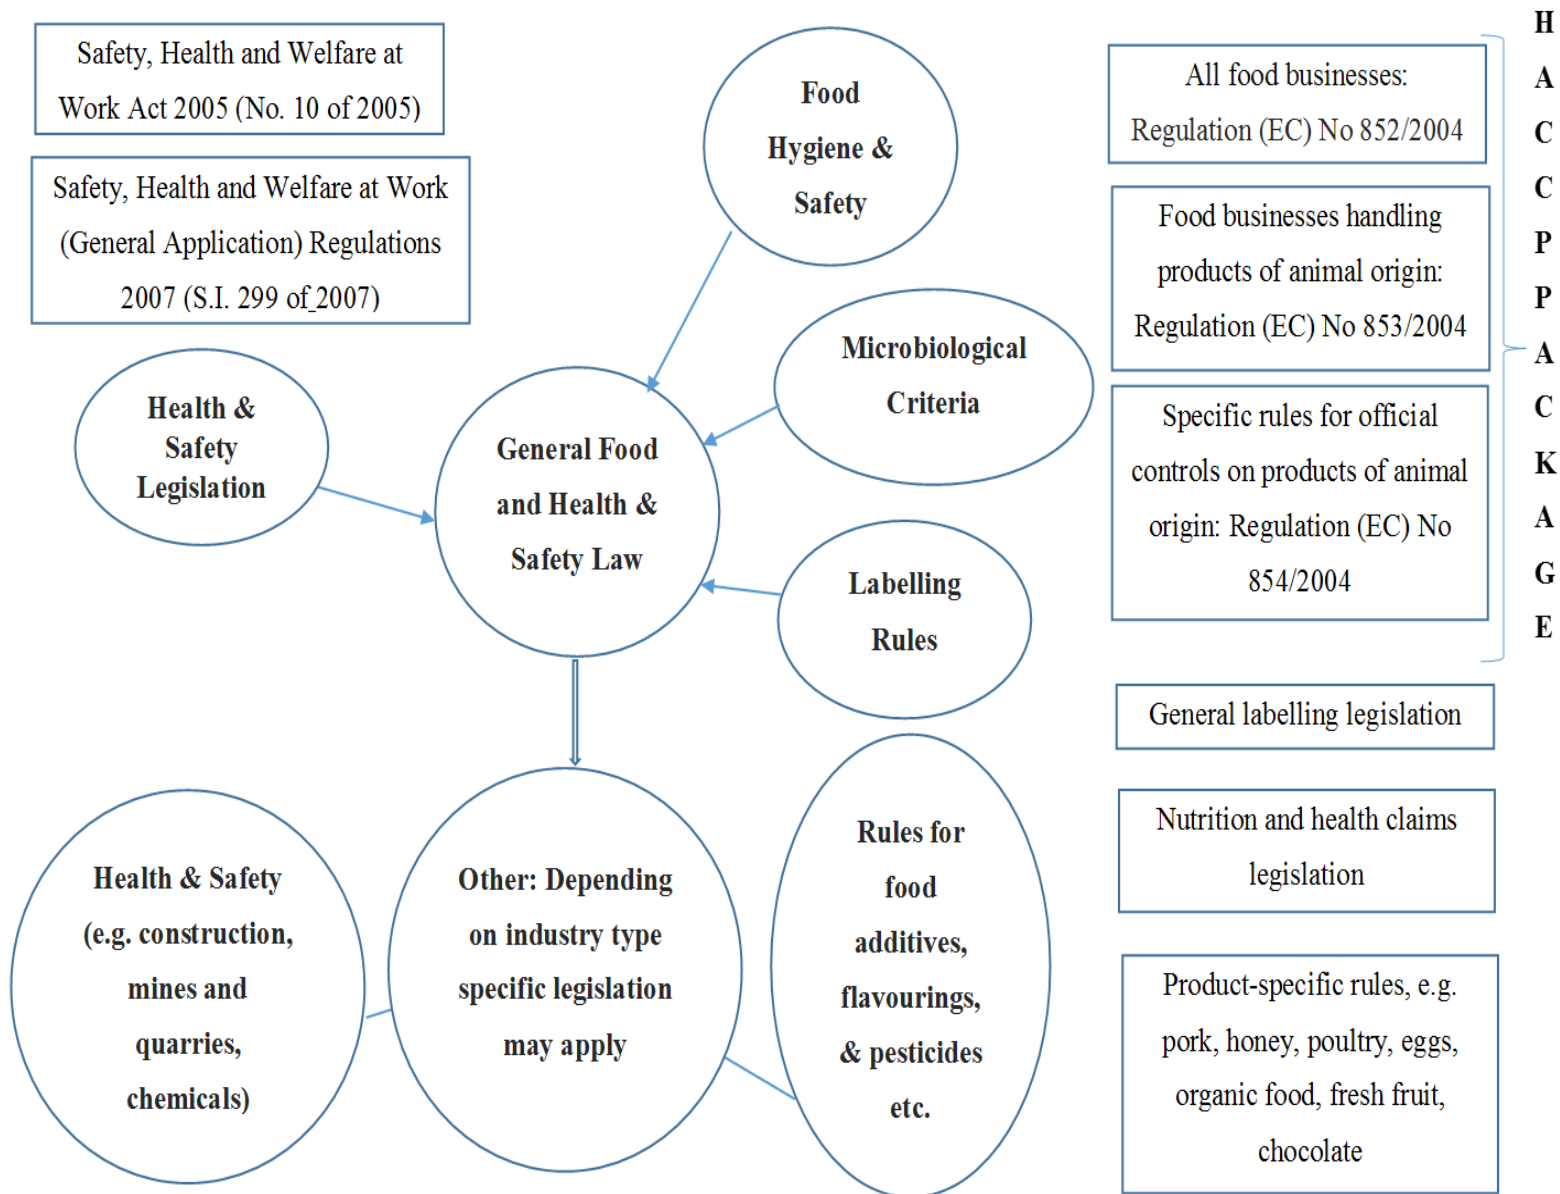 Safety, Health and Welfare at
Work Act 2005 (No. 10 of 2005)
Safety, Health and Welfare at Work
(General Application) Regulations
2007 (S.I. 299 of 2007)
Health &
Safety
Legislation
Food
Hygiene &
Safety
Microbiological
Criteria
General Food
and Health &
Safety Law
Labelling
Rules
Health & Safety
(e.g. construction,
mines and
quarries,
chemicals)
Other: Depending
on industry type
specific legislation
may apply
Rules for
food
additives,
flavourings,
& pesticides
etc.
All food businesses:
Regulation (EC) No 852/2004
Food businesses handling
products of animal origin:
Regulation (EC) No 853/2004
Specific rules for official
controls on products of animal
origin: Regulation (EC) No
854/2004
General labelling legislation
Nutrition and health claims
legislation
Product-specific rules, e.g.
pork, honey, poultry, eggs,
organic food, fresh fruit,
chocolate
H
A
C
C
P
P
A
C
K
A
G
E